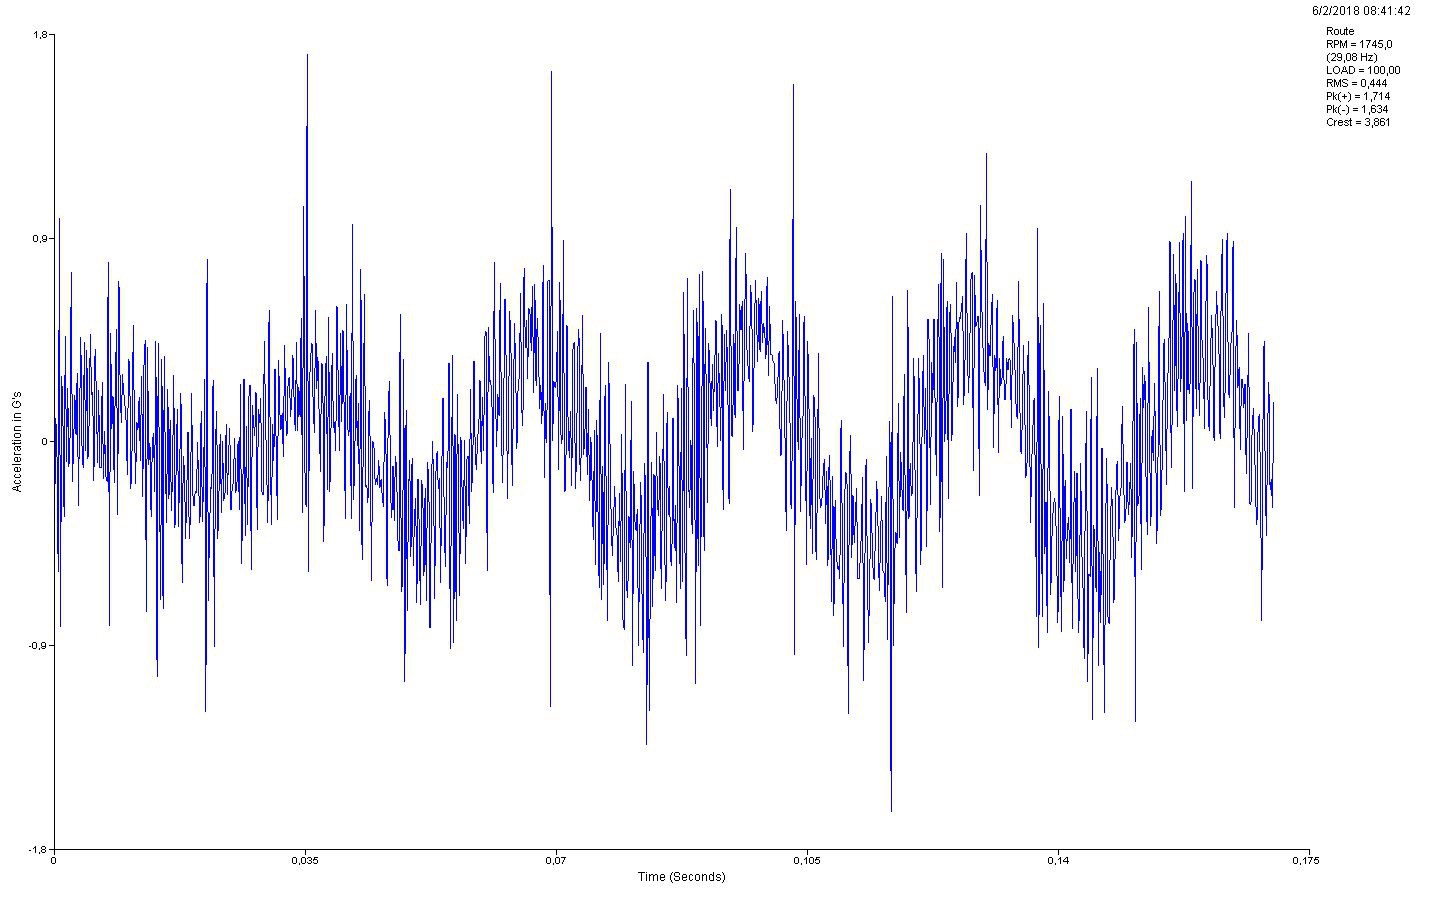 6/2/2018 08:41:42
Route
RPM = 1745,0
(29,08 Hz)
LOAD = 100,00
RMS = 0,444
Pk(+) = 1,714
Pk(-) = 1,634
Crest = 3,861
1,8
0,9
0
-0,9
-1,8
Acceleration in G's
0
0,035
0,07
0,105
0,14
0,175
Time (Seconds)